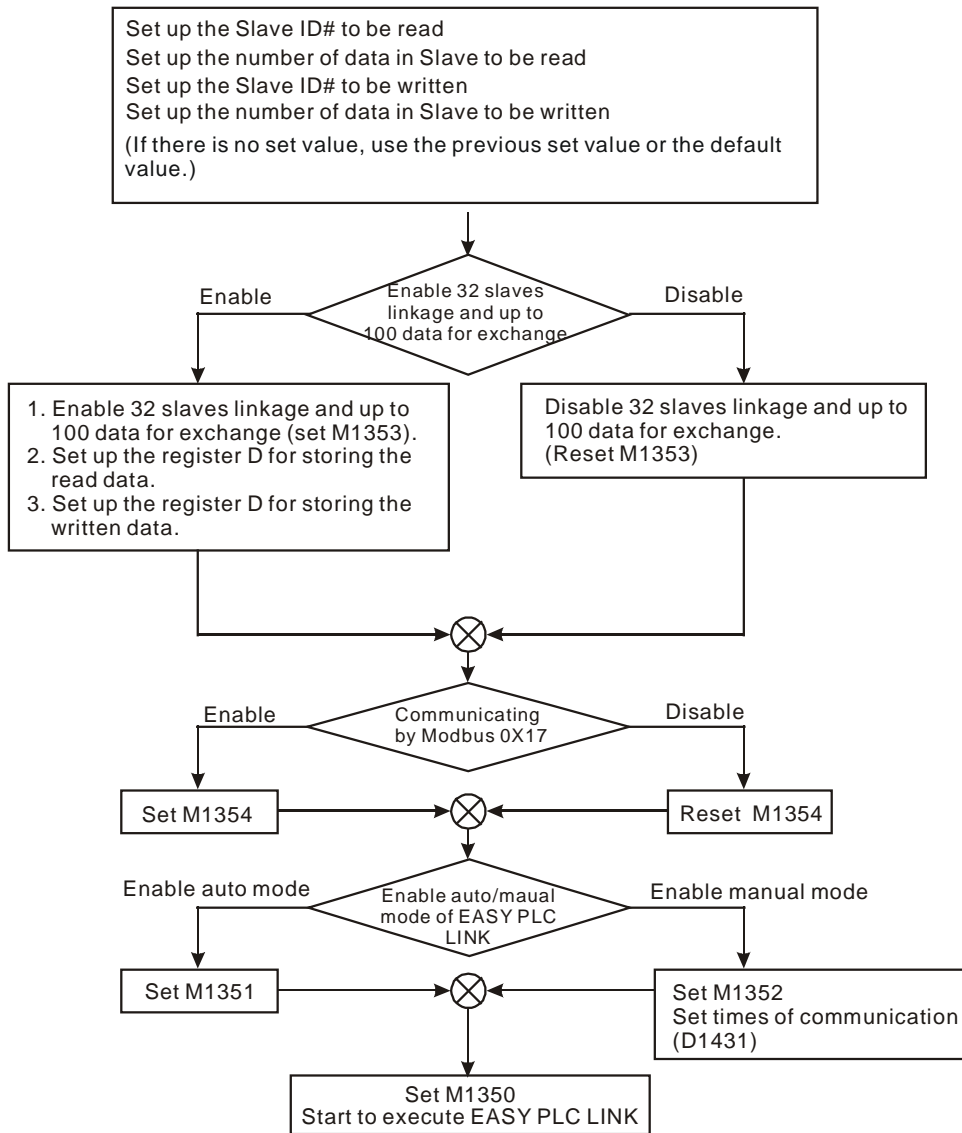 Set up the Slave ID# to be read
Set up the number of data in Slave to be read
Set up the Slave ID# to be written
Set up the number of data in Slave to be written
(If there is no set value, use the previous set value or the default
value.)
Enable
Enable 32 slaves
linkage and up to
100 data for exchange
Disable
1. Enable 32 slaves linkage and up to
100 data for exchange (set M1353).
2. Set up the register D for storing the
read data.
3. Set up the register D for storing the
written data.
Disable 32 slaves linkage and up to
100 data for exchange.
(Reset M1353)
Enable
Communicating
by Modbus 0X17
Disable
Set M1354
Reset M1354
Enable auto mode
Enable auto/maual
mode of EASY PLC
LINK
Enable manual mode
Set M1351
Set M1352
Set times of communication
(D1431)
Set M1350
Start to execute EASY PLC LINK